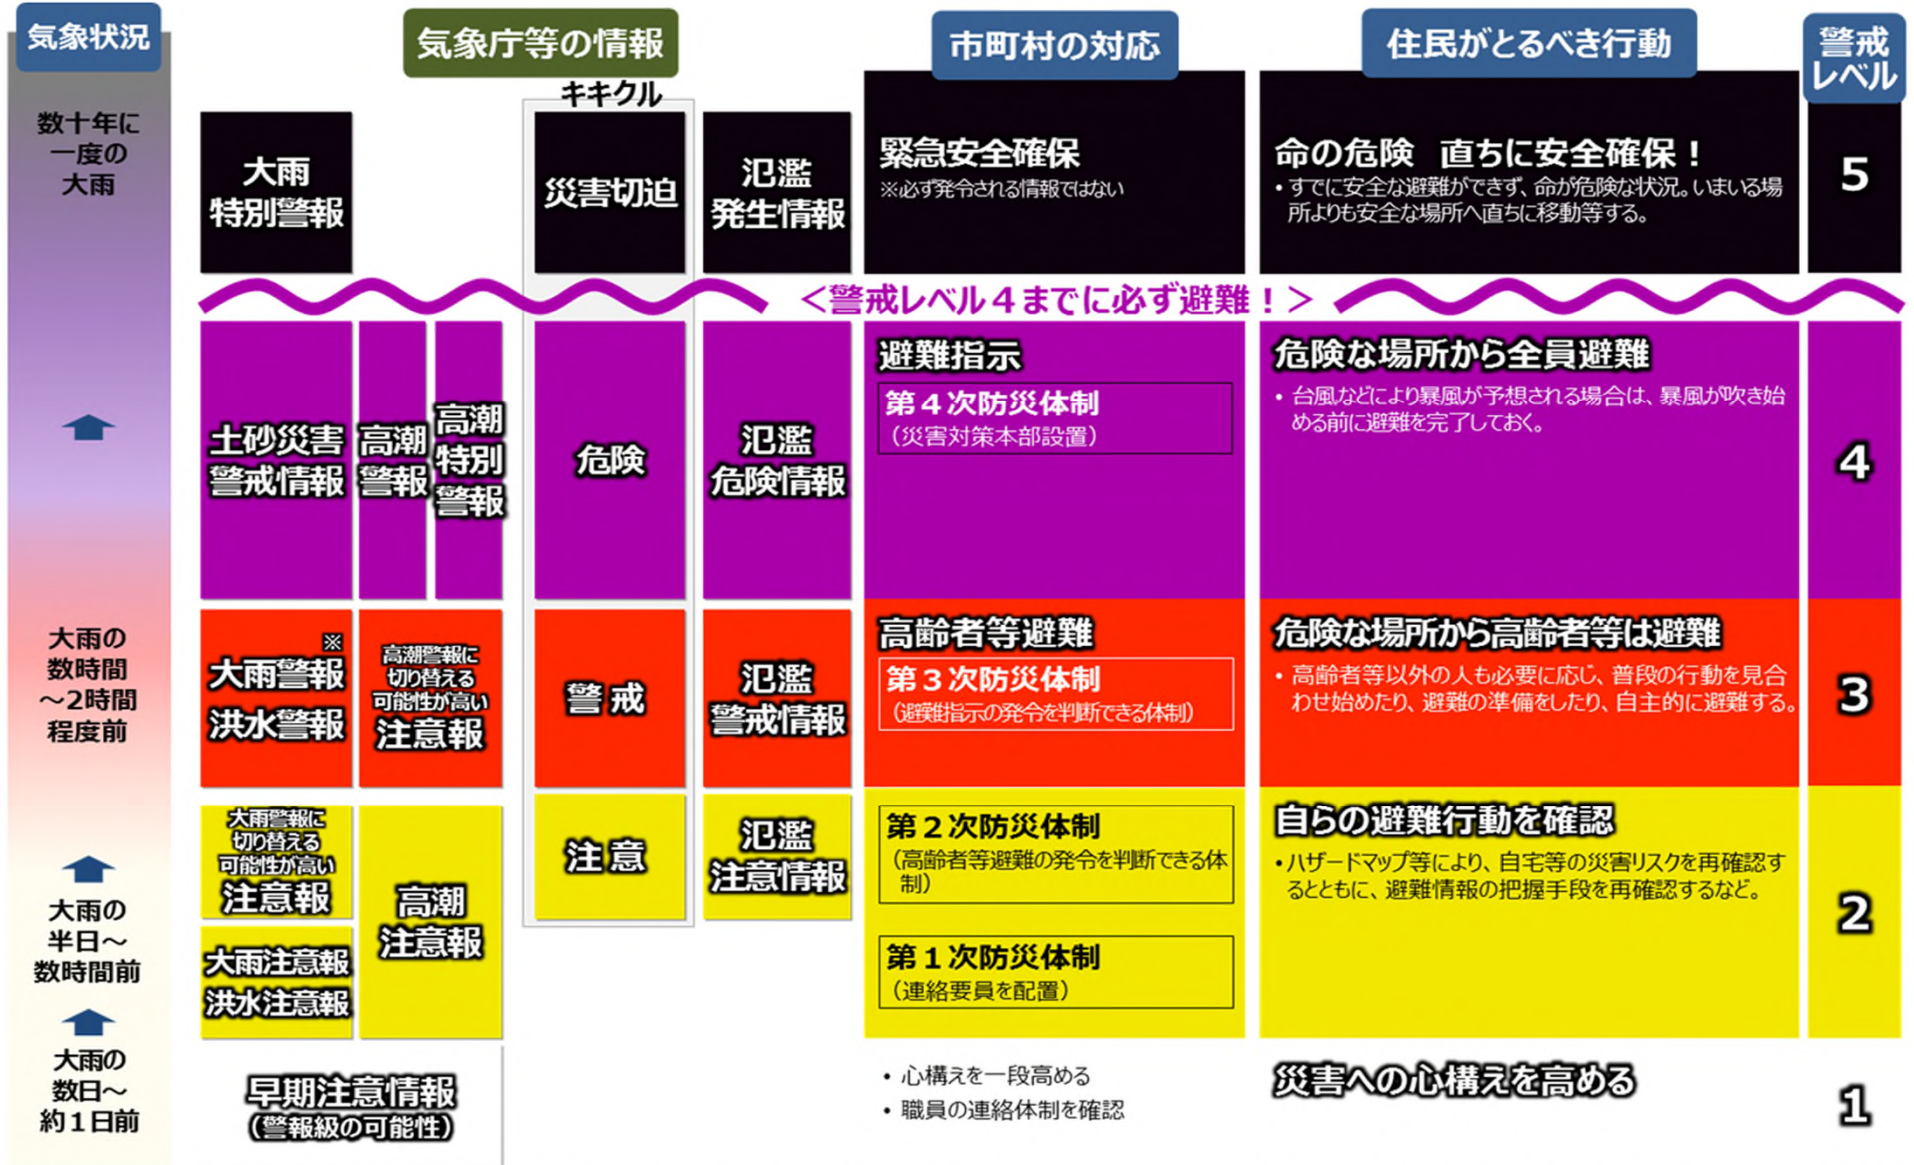 気象状況
気象庁等の情報
市町村の対応
住民がとるべき行動
警戒
レベル
キキクル
数十年に
一度の
大雨
大雨
特別警報
災害切迫
氾濫
発生情報
緊急安全確保
※必ず発令される情報ではない
命の危険 直ちに安全確保！
・すでに安全な避難ができず、命が危険な状況。いまいる場
所よりも安全な場所へ直ちに移動等する。
5
＜警戒レベル４までに必ず避難！＞
土砂災害
警戒情報
高潮
警報
高潮
特別
警報
危険
氾濫
危険情報
避難指示
第４次防災体制
（災害対策本部設置）
危険な場所から全員避難
・台風などにより暴風が予想される場合は、暴風が吹き始
める前に避難を完了しておく。
4
大雨の
数時間
～2時間
程度前
※
大雨警報
洪水警報
高潮警報に
切り替える
可能性が高い
注意報
警戒
氾濫
警戒情報
高齢者等避難
第３次防災体制
（避難指示の発令を判断できる体制）
危険な場所から高齢者等は避難
・高齢者等以外の人も必要に応じ、普段の行動を見合
わせ始めたり、避難の準備をしたり、自主的に避難する。
3
大雨の
半日～
数時間前
大雨警報に
切り替える
可能性が高い
注意報
大雨注意報
洪水注意報
高潮
注意報
注意
氾濫
注意情報
第２次防災体制
（高齢者等避難の発令を判断できる体
制）
第１次防災体制
（連絡要員を配置）
自らの避難行動を確認
・ハザードマップ等により、自宅等の災害リスクを再確認す
るとともに、避難情報の把握手段を再確認するなど。
2
大雨の
数日～
約１日前
早期注意情報
（警報級の可能性）
・心構えを一段高める
・職員の連絡体制を確認
災害への心構えを高める
1